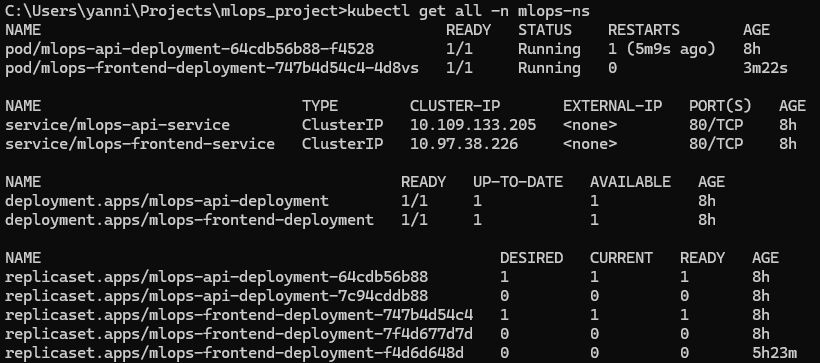 C:\Users\yanni\Projects\mlops_project>kubectl get all -n mlops-ns
NAME                                            READY   STATUS    RESTARTS        AGE
pod/mlops-api-deployment-64cdb56b88-f4528       1/1     Running   1 (5m9s ago)    8h
pod/mlops-frontend-deployment-747b4d54c4-4d8vs  1/1     Running   0               3m22s

NAME                             TYPE        CLUSTER-IP       EXTERNAL-IP   PORT(S)   AGE
service/mlops-api-service        ClusterIP   10.109.133.205   <none>        80/TCP    8h
service/mlops-frontend-service   ClusterIP   10.97.38.226     <none>        80/TCP    8h

NAME                                        READY   UP-TO-DATE   AVAILABLE   AGE
deployment.apps/mlops-api-deployment        1/1     1            1           8h
deployment.apps/mlops-frontend-deployment   1/1     1            1           8h

NAME                                                   DESIRED   CURRENT   READY   AGE
replicaset.apps/mlops-api-deployment-64cdb56b88        1         1         1       8h
replicaset.apps/mlops-api-deployment-7c94cddb88        0         0         0       8h
replicaset.apps/mlops-frontend-deployment-747b4d54c4   1         1         1       8h
replicaset.apps/mlops-frontend-deployment-7f4d677d7d   0         0         0       8h
replicaset.apps/mlops-frontend-deployment-f4d6d648d    0         0         0       5h23m